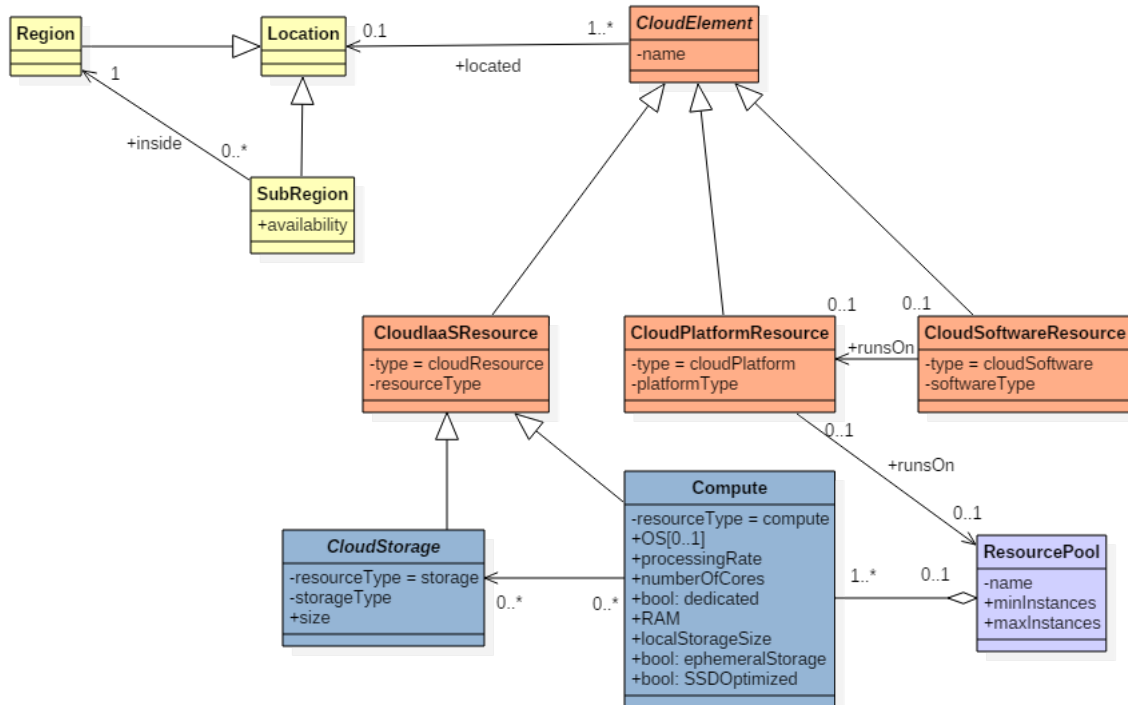 Region
Location
0.1
1..*
CloudElement
-name
+located
1
+inside
0..*
SubRegion
+availability
CloudIaaSResource
-type = cloudResource
-resourceType
0..1
0..1
CloudPlatformResource
-type = cloudPlatform
-platformType
+runsOn
CloudSoftwareResource
-type = cloudSoftware
-softwareType
0..1
+runsOn
0..1
CloudStorage
-resourceType = storage
-storageType
+size
0..*
0..*
Compute
-resourceType = compute
+OS[0..1]
+processingRate
+numberOfCores
+bool: dedicated
+RAM
+localStorageSize
+bool: ephemeralStorage
+bool: SSDOptimized
1..*
0..1
ResourcePool
-name
+minInstances
+maxInstances